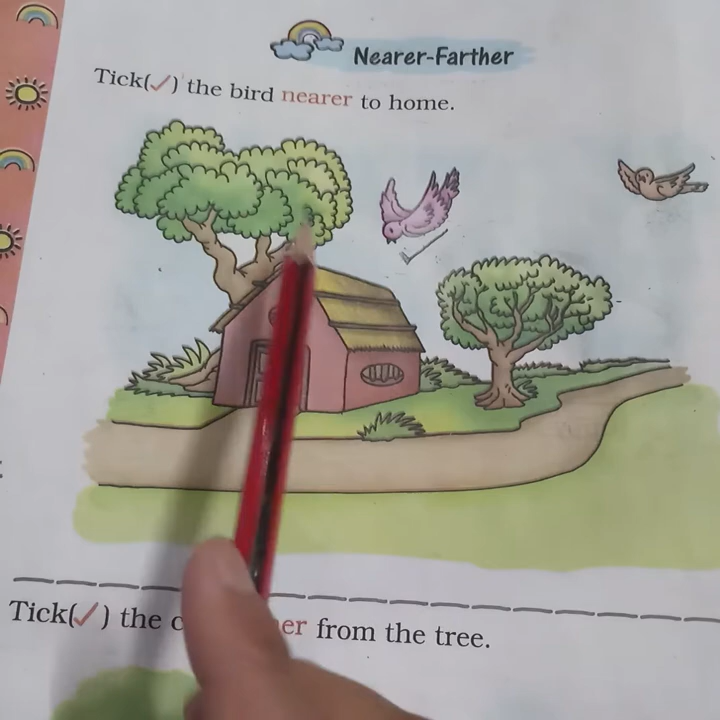 Nearer-Farther
Tick(✓) the bird nearer to home.
Tick(✓) the er from the tree.